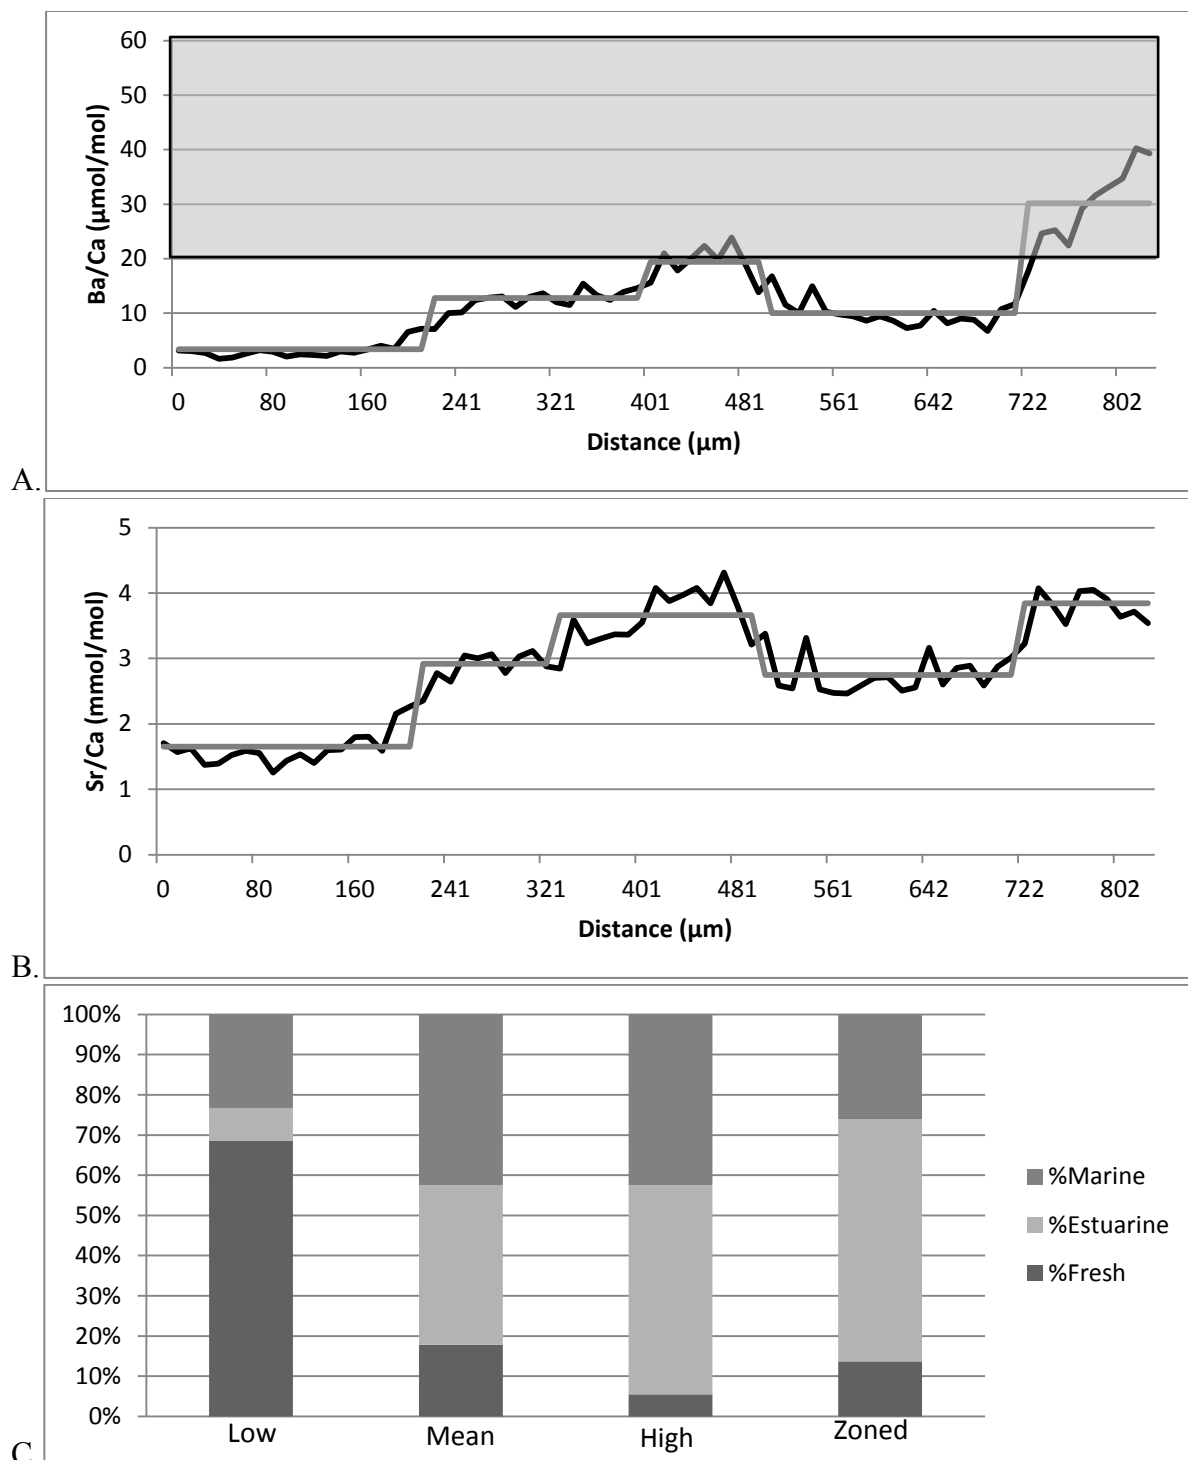 60
50
40
30
20
10
0
Ba/Ca (µmol/mol)
0 80 160 241 321 401 481 561 642 722 802
Distance (µm)
A.
5
4
3
2
1
0
Sr/Ca (mmol/mol)
0 80 160 241 321 401 481 561 642 722 802
Distance (µm)
B.
100%
90%
80%
70%
60%
50%
40%
30%
20%
10%
0%
Low Mean High Zoned
%Marine
%Estuarine
%Fresh
C